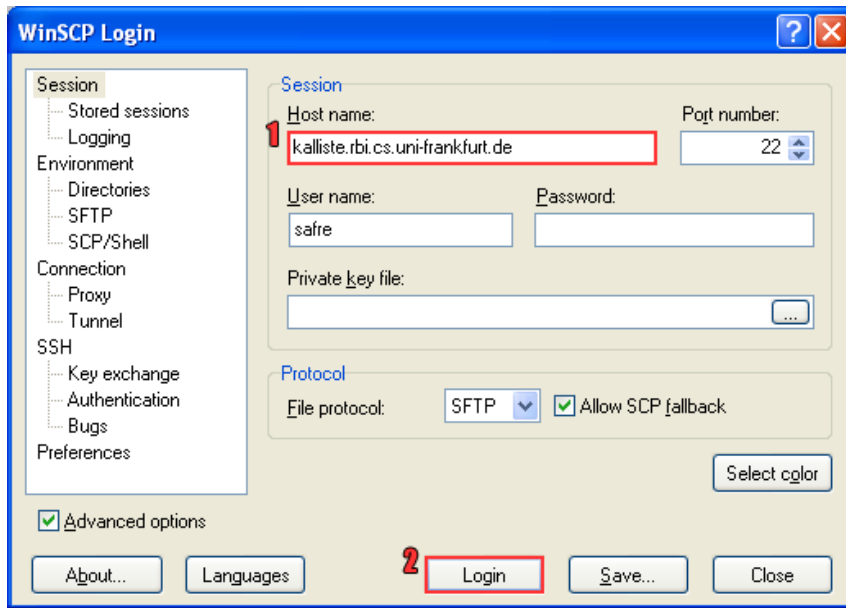 WinSCP Login
Session
Stored sessions
Logging
Environment
Directories
SFTP
SCP/Shell
Connection
Proxy
Tunnel
SSH
Key exchange
Authentication
Bugs
Preferences
Advanced options
Session
Host name: Port number:
1 kalliste.rbi.cs.uni-frankfurt.de 22
User name: Password:
safre
Private key file:
...
Protocol
File protocol: SFTP Allow SCP fallback
Select color
About... Languages 2 Login Save... Close